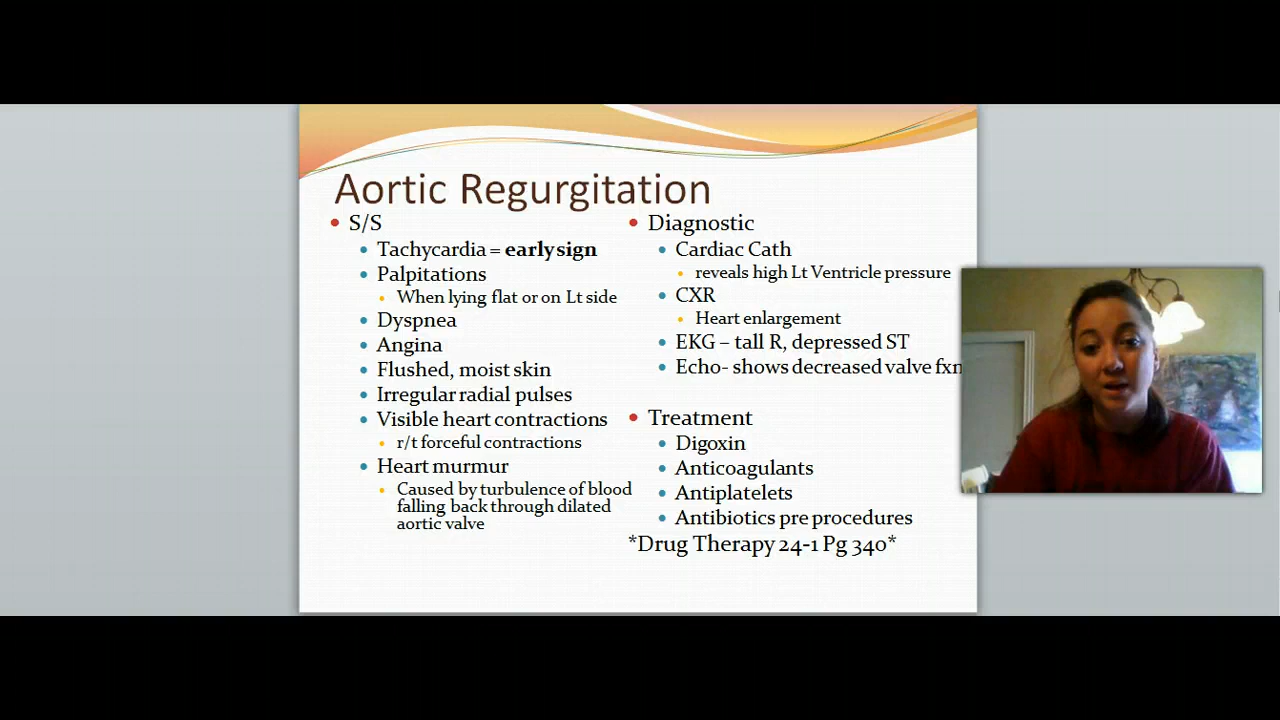 Aortic Regurgitation
S/S
Tachycardia = early sign
Palpitations
When lying flat or on Lt side
Dyspnea
Angina
Flushed, moist skin
Irregular radial pulses
Visible heart contractions
r/t forceful contractions
Heart murmur
Caused by turbulence of blood
falling back through dilated
aortic valve
Diagnostic
Cardiac Cath
reveals high Lt Ventricle pressure
CXR
Heart enlargement
EKG – tall R, depressed ST
Echo- shows decreased valve fxn
Treatment
Digoxin
Anticoagulants
Antiplatelets
Antibiotics pre procedures
*Drug Therapy 24-1 Pg 340*